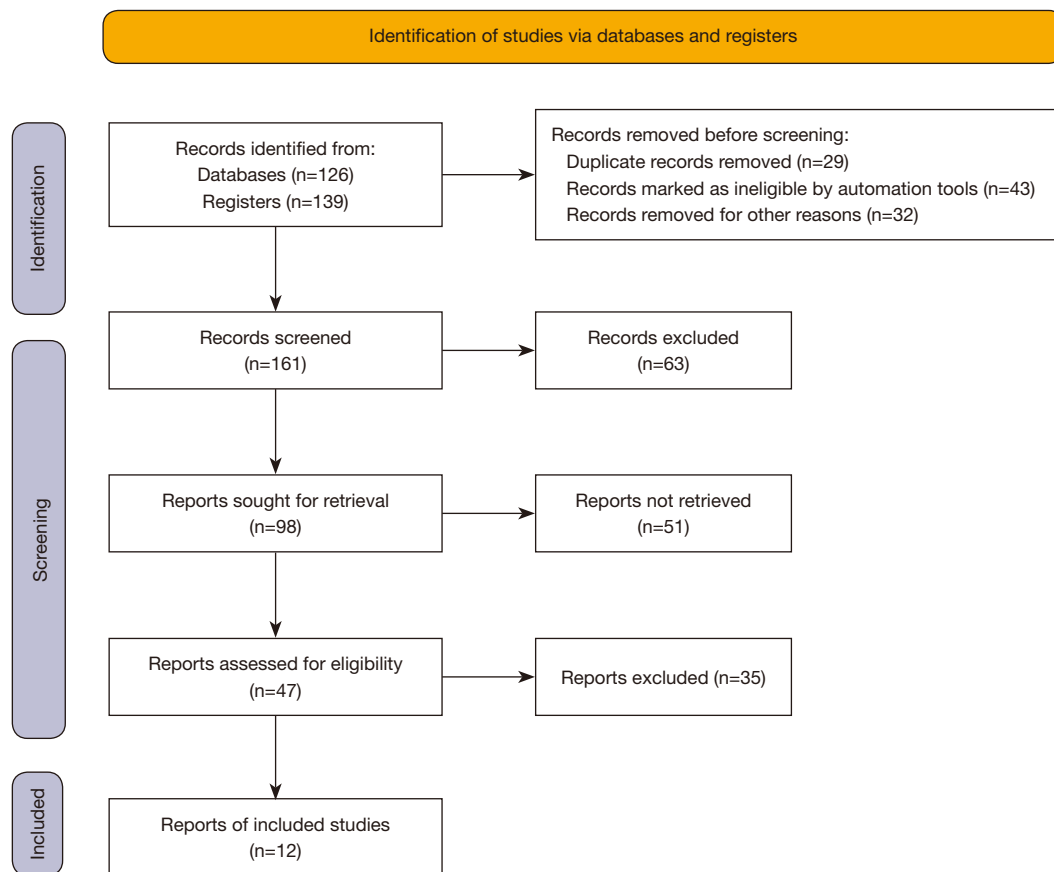 Identification of studies via databases and registers
Identification
Records identified from:
Databases (n=126)
Registers (n=139)
Records removed before screening:
Duplicate records removed (n=29)
Records marked as ineligible by automation tools (n=43)
Records removed for other reasons (n=32)
Screening
Records screened
(n=161)
Records excluded
(n=63)
Reports sought for retrieval
(n=98)
Reports not retrieved
(n=51)
Reports assessed for eligibility
(n=47)
Reports excluded (n=35)
Included
Reports of included studies
(n=12)